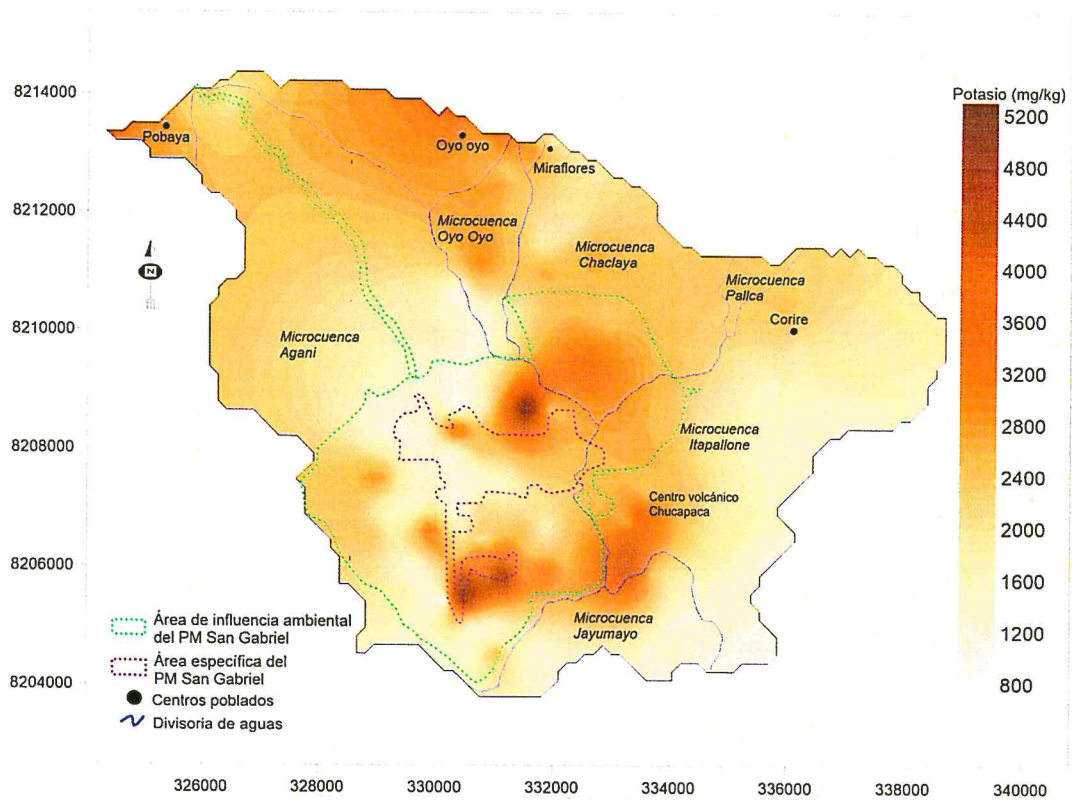 Potasio (mg/kg)
5200
4800
4400
4000
3600
3200
2800
2400
2000
1600
1200
800
8214000
8212000
8210000
8208000
8206000
8204000
Pobaya
Oyo oyo
Miraflores
Microcuenca
Oyo Oyo
Microcuenca
Chaclaya
Microcuenca
Pallca
Corire
Microcuenca
Agani
Microcuenca
Itapallone
Centro volcánico
Chucapaca
Microcuenca
Jayumayo
N
Área de influencia ambiental
del PM San Gabriel
Área específica del
PM San Gabriel
Centros poblados
Divisoria de aguas
326000
328000
330000
332000
334000
336000
338000
340000